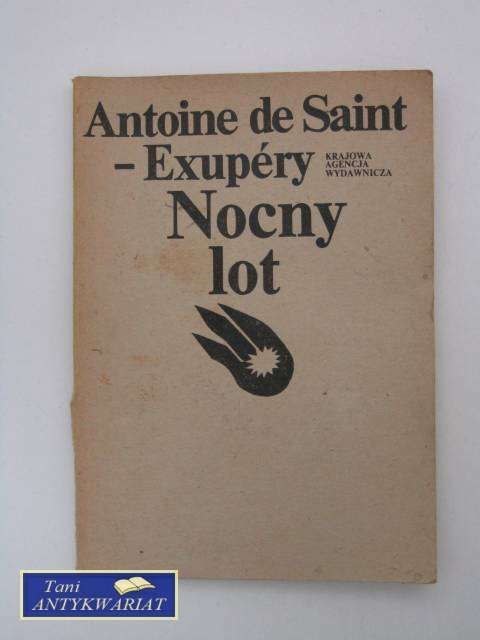 Antoine de Saint
- Exupéry
KRAJOWA
AGENCJA
WYDAWNICZA
Nocny
lot
Tani
ANTYKWARIAT